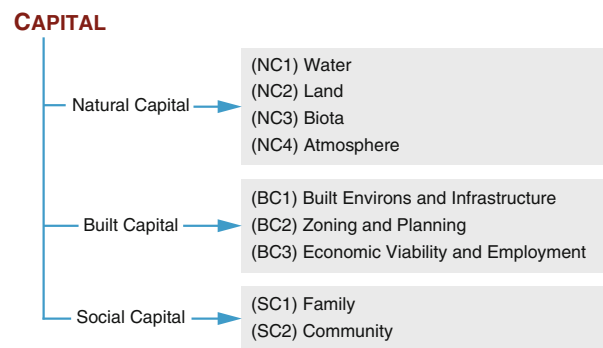 CAPITAL
Natural Capital
(NC1) Water
(NC2) Land
(NC3) Biota
(NC4) Atmosphere
Built Capital
(BC1) Built Environs and Infrastructure
(BC2) Zoning and Planning
(BC3) Economic Viability and Employment
Social Capital
(SC1) Family
(SC2) Community